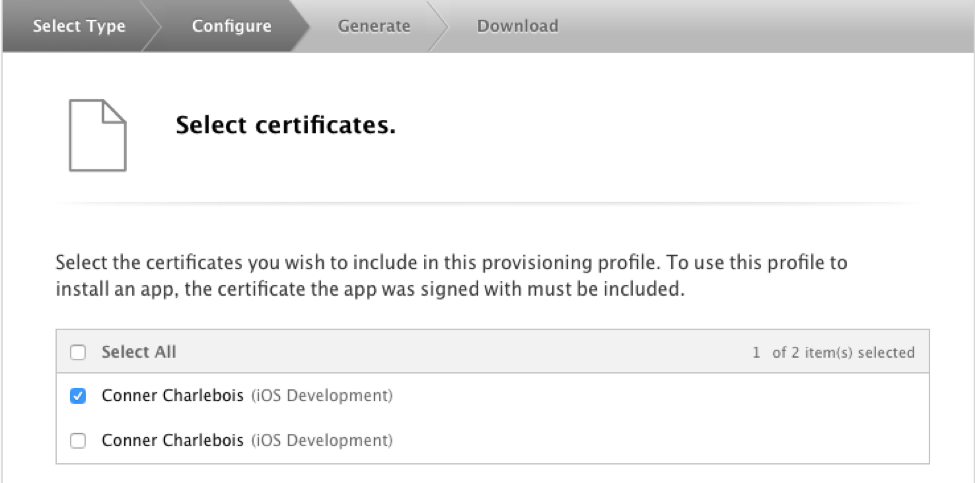 Select Type Configure Generate Download
Select certificates.
Select the certificates you wish to include in this provisioning profile. To use this profile to
install an app, the certificate the app was signed with must be included.
Select All 1 of 2 item(s) selected
Conner Charlebois (iOS Development)
Conner Charlebois (iOS Development)